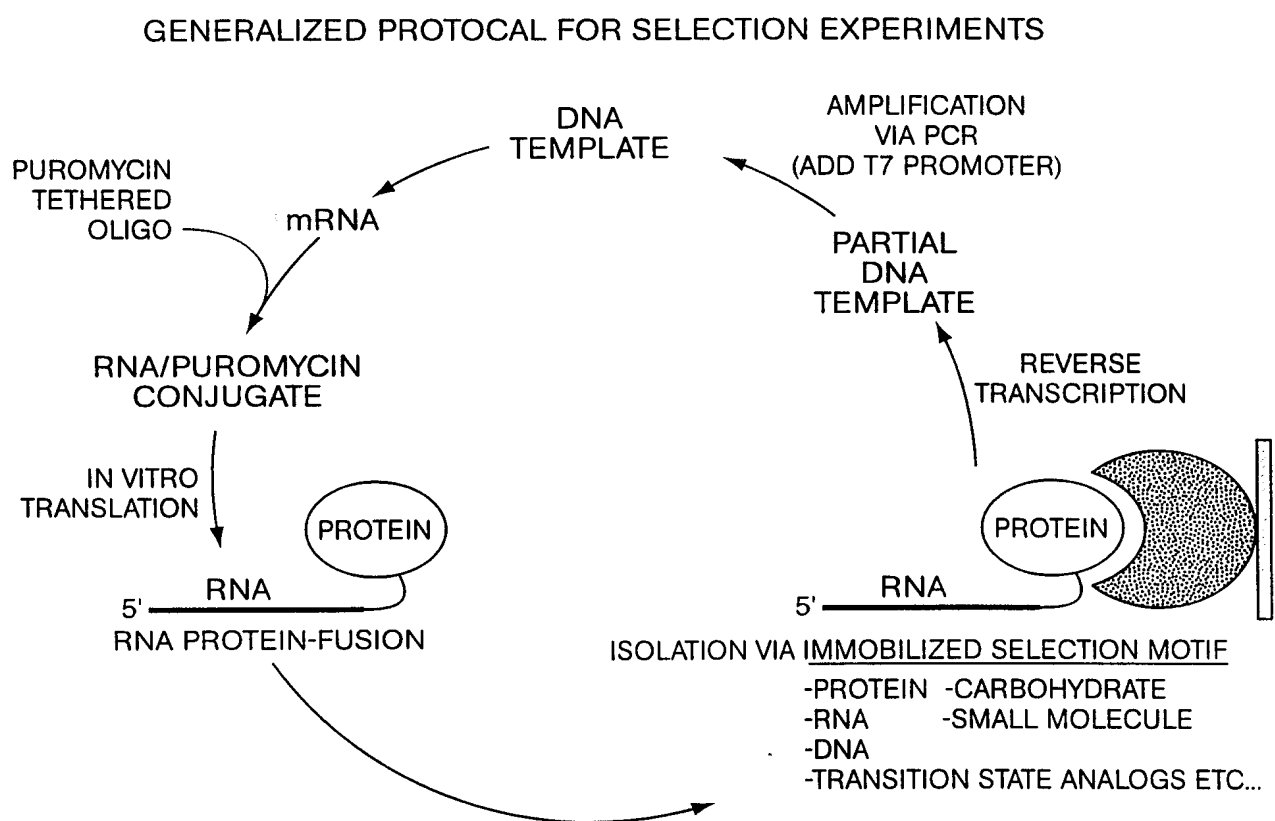 GENERALIZED PROTOCAL FOR SELECTION EXPERIMENTS
DNA
TEMPLATE
AMPLIFICATION
VIA PCR
(ADD T7 PROMOTER)
PUROMYCIN
TETHERED
OLIGO
mRNA
PARTIAL
DNA
TEMPLATE
RNA/PUROMYCIN
CONJUGATE
REVERSE
TRANSCRIPTION
IN VITRO
TRANSLATION
PROTEIN
RNA
5'
RNA PROTEIN-FUSION
PROTEIN
RNA
5'
ISOLATION VIA IMMOBILIZED SELECTION MOTIF
-PROTEIN -CARBOHYDRATE
-RNA -SMALL MOLECULE
-DNA
-TRANSITION STATE ANALOGS ETC...